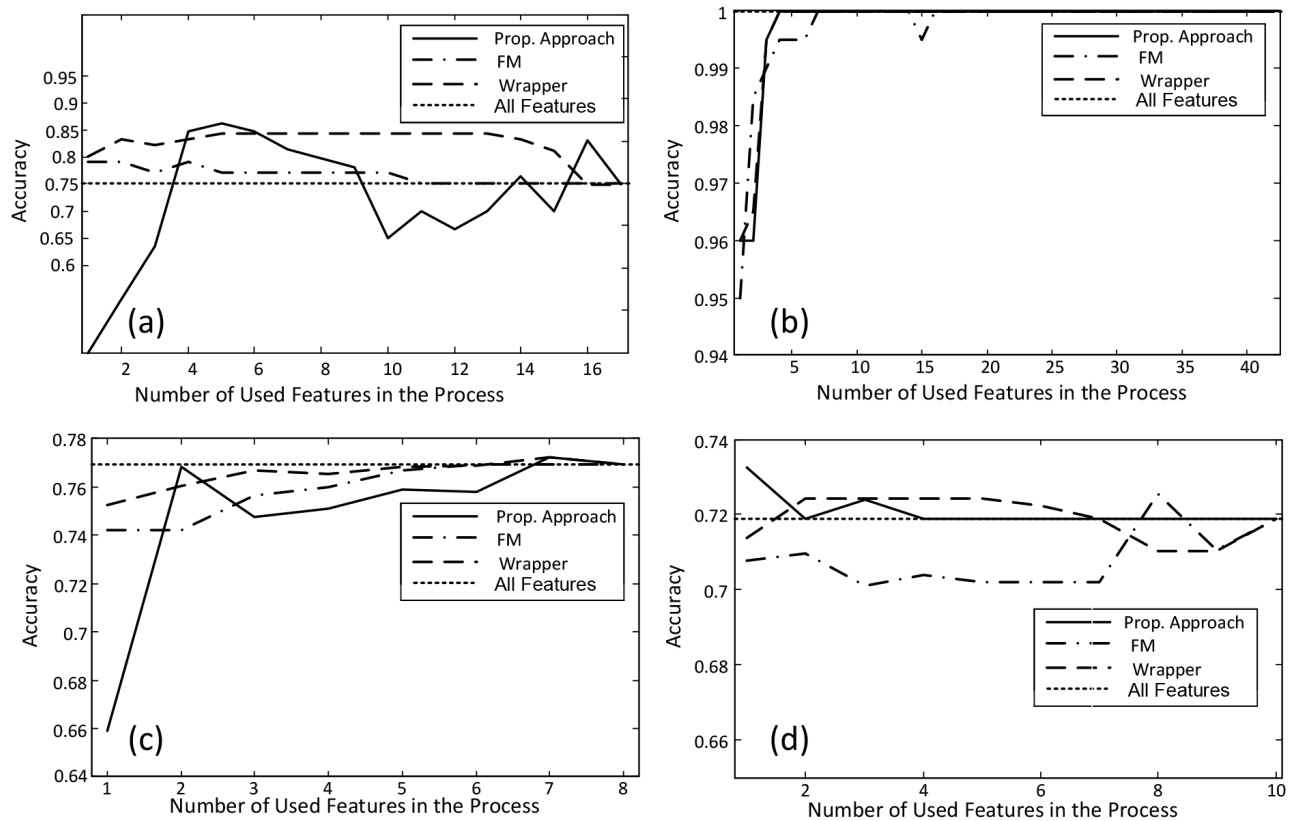 Accuracy
0.95
0.9
0.85
0.8
0.75
0.7
0.65
0.6
Prop. Approach
FM
Wrapper
All Features
(a)
2 4 6 8 10 12 14 16
Number of Used Features in the Process
Accuracy
1
0.99
0.98
0.97
0.96
0.95
0.94
Prop. Approach
FM
Wrapper
All Features
(b)
5 10 15 20 25 30 35 40
Number of Used Features in the Process
Accuracy
0.78
0.76
0.74
0.72
0.7
0.68
0.66
0.64
Prop. Approach
FM
Wrapper
All Features
(c)
1 2 3 4 5 6 7 8
Number of Used Features in the Process
Accuracy
0.74
0.72
0.7
0.68
0.66
Prop. Approach
FM
Wrapper
All Features
(d)
2 4 6 8 10
Number of Used Features in the Process